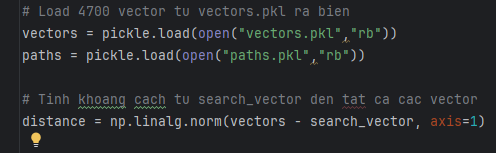 # Load 4700 vector tu vectors.pkl ra bien
vectors = pickle.load(open("vectors.pkl","rb"))
paths = pickle.load(open("paths.pkl","rb"))
# Tinh khoang cach tu search_vector den tat ca cac vector
distance = np.linalg.norm(vectors - search_vector, axis=1)